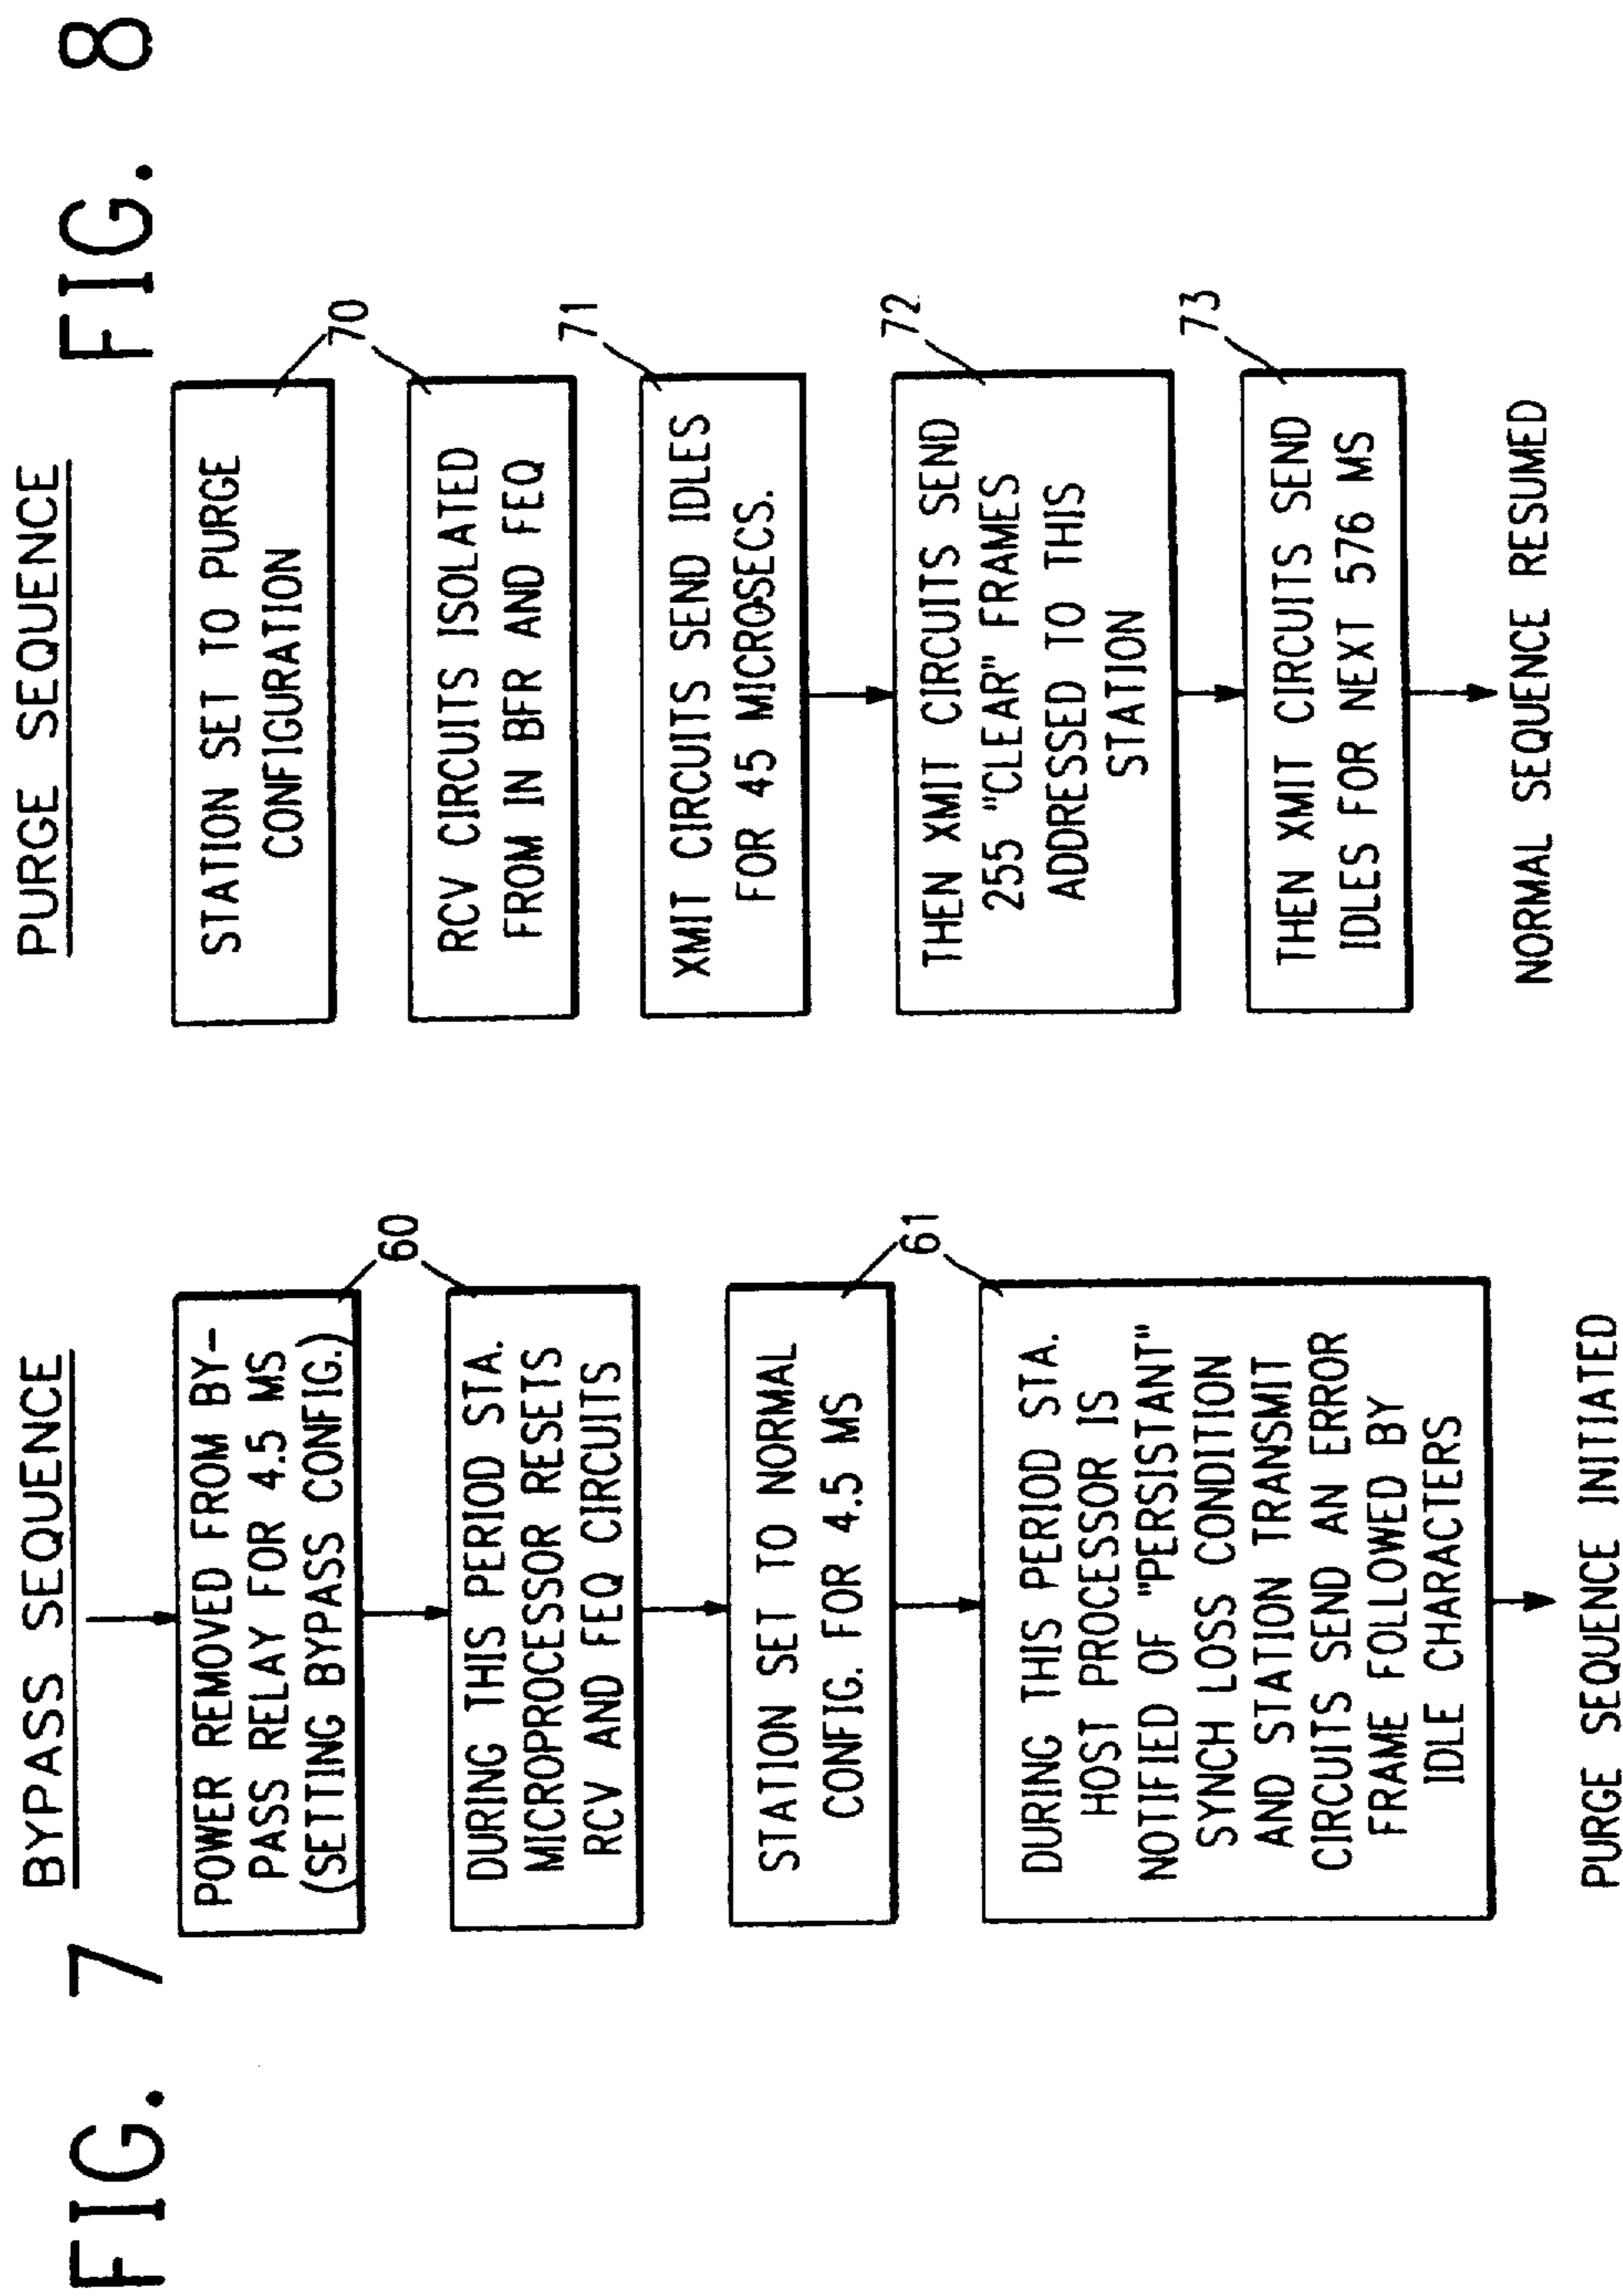 FIG. 7
BYPASS SEQUENCE
POWER REMOVED FROM BY-
PASS RELAY FOR 4.5 MS
(SETTING BYPASS CONFIG.)
60
DURING THIS PERIOD STA.
MICROPROCESSOR RESETS
RCV AND FEQ CIRCUITS
STATION SET TO NORMAL
CONFIG. FOR 4.5 MS
61
DURING THIS PERIOD STA.
HOST PROCESSOR IS
NOTIFIED OF "PERSISTANT"
SYNCH LOSS CONDITION
AND STATION TRANSMIT
CIRCUITS SEND AN ERROR
FRAME FOLLOWED BY
IDLE CHARACTERS
PURGE SEQUENCE INITIATED
FIG. 8
PURGE SEQUENCE
STATION SET TO PURGE
CONFIGURATION
70
RCV CIRCUITS ISOLATED
FROM IN BFR AND FEQ
71
XMIT CIRCUITS SEND IDLES
FOR 45 MICROSECS.
72
THEN XMIT CIRCUITS SEND
255 "CLEAR" FRAMES
ADDRESSED TO THIS
STATION
73
THEN XMIT CIRCUITS SEND
IDLES FOR NEXT 576 MS
NORMAL SEQUENCE RESUMED